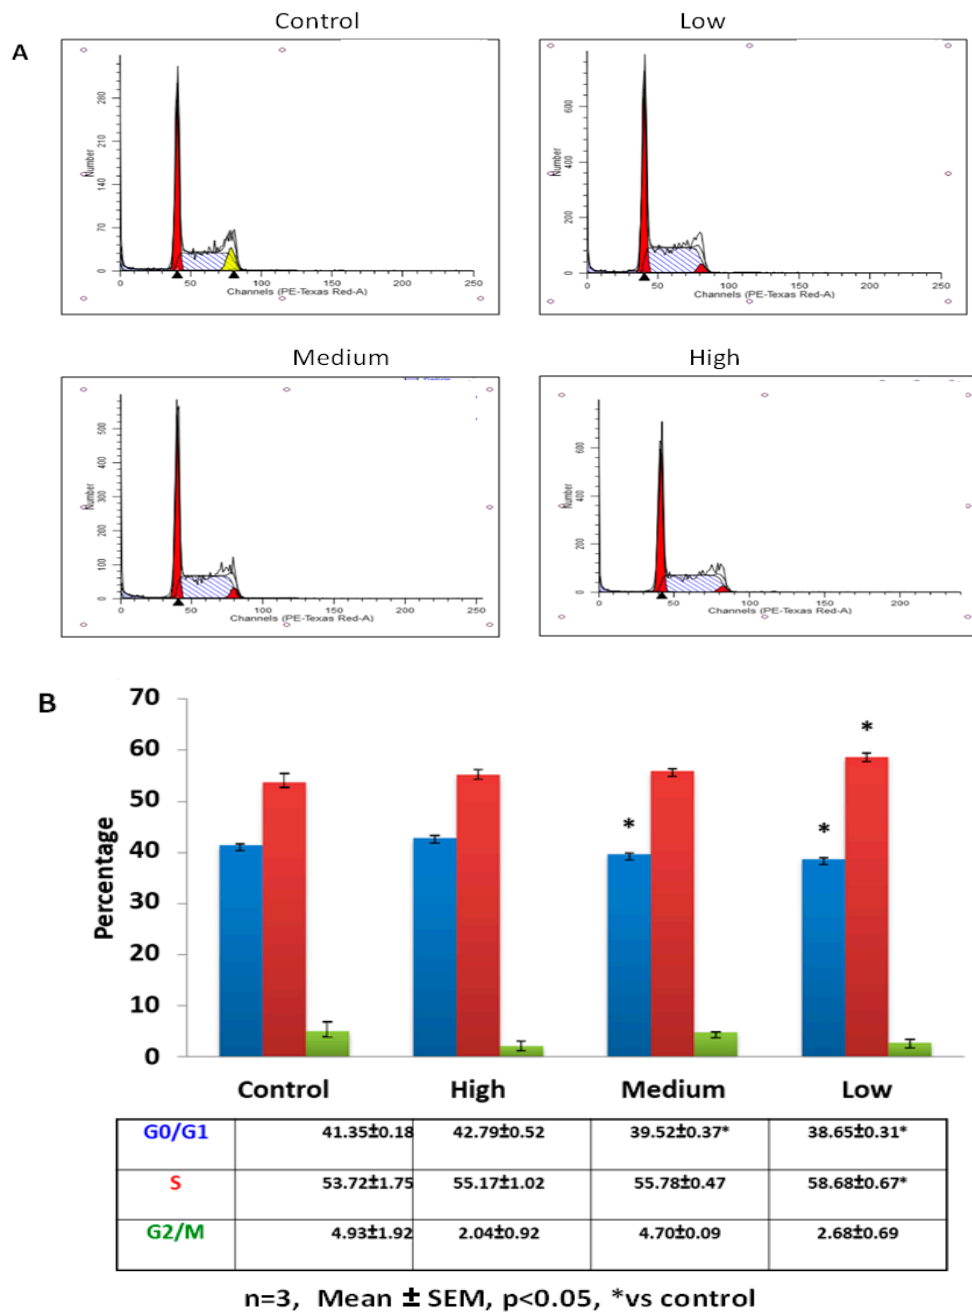 Control
Low
A
Number
280
210
140
70
0
0 50 100 150 200 250
Channels (PE-Texas Red-A)
Number
600
400
200
0
0 50 100 150 200 250
Channels (PE-Texas Red-A)
Medium
High
Number
500
400
300
200
100
0
0 50 100 150 200 250
Channels (PE-Texas Red-A)
Number
600
400
200
0
0 50 100 150 200
Channels (PE-Texas Red-A)
B
Percentage
70
60
50
40
30
20
10
0
*
*
*
Control High Medium Low
G0/G1 41.35±0.18 42.79±0.52 39.52±0.37* 38.65±0.31*
S 53.72±1.75 55.17±1.02 55.78±0.47 58.68±0.67*
G2/M 4.93±1.92 2.04±0.92 4.70±0.09 2.68±0.69
n=3, Mean ± SEM, p<0.05, *vs control